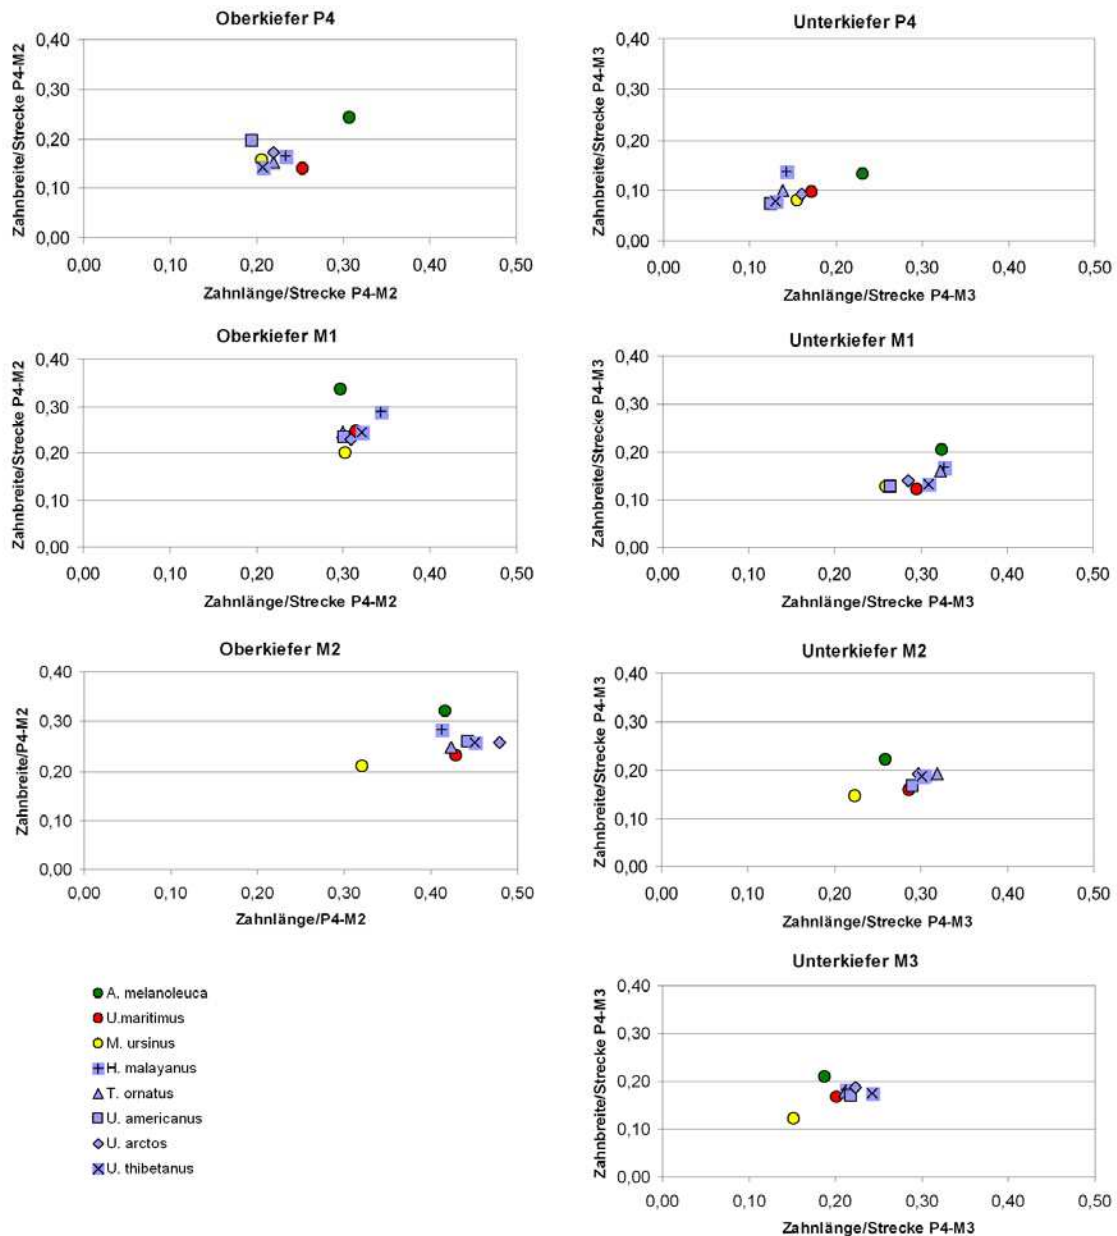 Oberkiefer P4
Zahnbreite/Strecke P4-M2
0,40
0,30
0,20
0,10
0,00
0,00 0,10 0,20 0,30 0,40 0,50
Zahnlänge/Strecke P4-M2
Unterkiefer P4
Zahnbreite/Strecke P4-M3
0,40
0,30
0,20
0,10
0,00
0,00 0,10 0,20 0,30 0,40 0,50
Zahnlänge/Strecke P4-M3
Oberkiefer M1
Zahnbreite/Strecke P4-M2
0,40
0,30
0,20
0,10
0,00
0,00 0,10 0,20 0,30 0,40 0,50
Zahnlänge/Strecke P4-M2
Unterkiefer M1
Zahnbreite/Strecke P4-M3
0,40
0,30
0,20
0,10
0,00
0,00 0,10 0,20 0,30 0,40 0,50
Zahnlänge/Strecke P4-M3
Oberkiefer M2
Zahnbreite/P4-M2
0,40
0,30
0,20
0,10
0,00
0,00 0,10 0,20 0,30 0,40 0,50
Zahnlänge/P4-M2
Unterkiefer M2
Zahnbreite/Strecke P4-M3
0,40
0,30
0,20
0,10
0,00
0,00 0,10 0,20 0,30 0,40 0,50
Zahnlänge/Strecke P4-M3
A. melanoleuca
U.maritimus
M. ursinus
H. malayanus
T. ornatus
U. americanus
U. arctos
U. thibetanus
Unterkiefer M3
Zahnbreite/Strecke P4-M3
0,40
0,30
0,20
0,10
0,00
0,00 0,10 0,20 0,30 0,40 0,50
Zahnlänge/Strecke P4-M3